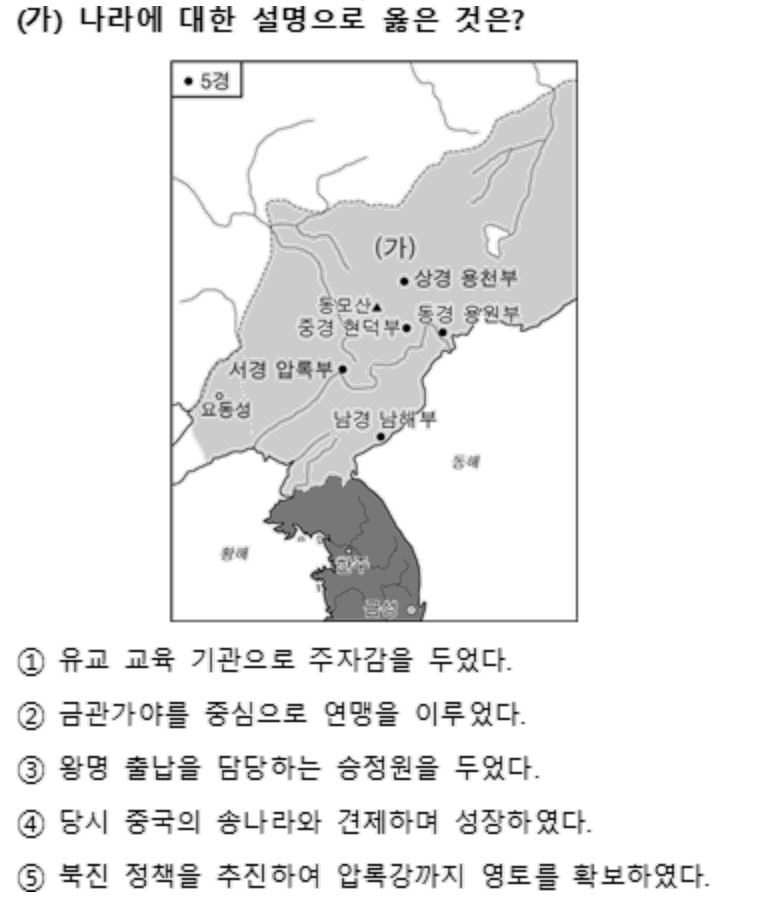 (가) 나라에 대한 설명으로 옳은 것은?
• 5경
(가)
상경 용천부
동모산
동경 용원부
중경 현덕부
서경 압록부
요동성
남경 남해부
동해
황해
한주
금성
① 유교 교육 기관으로 주자감을 두었다.
② 금관가야를 중심으로 연맹을 이루었다.
③ 왕명 출납을 담당하는 승정원을 두었다.
④ 당시 중국의 송나라와 견제하며 성장하였다.
⑤ 북진 정책을 추진하여 압록강까지 영토를 확보하였다.